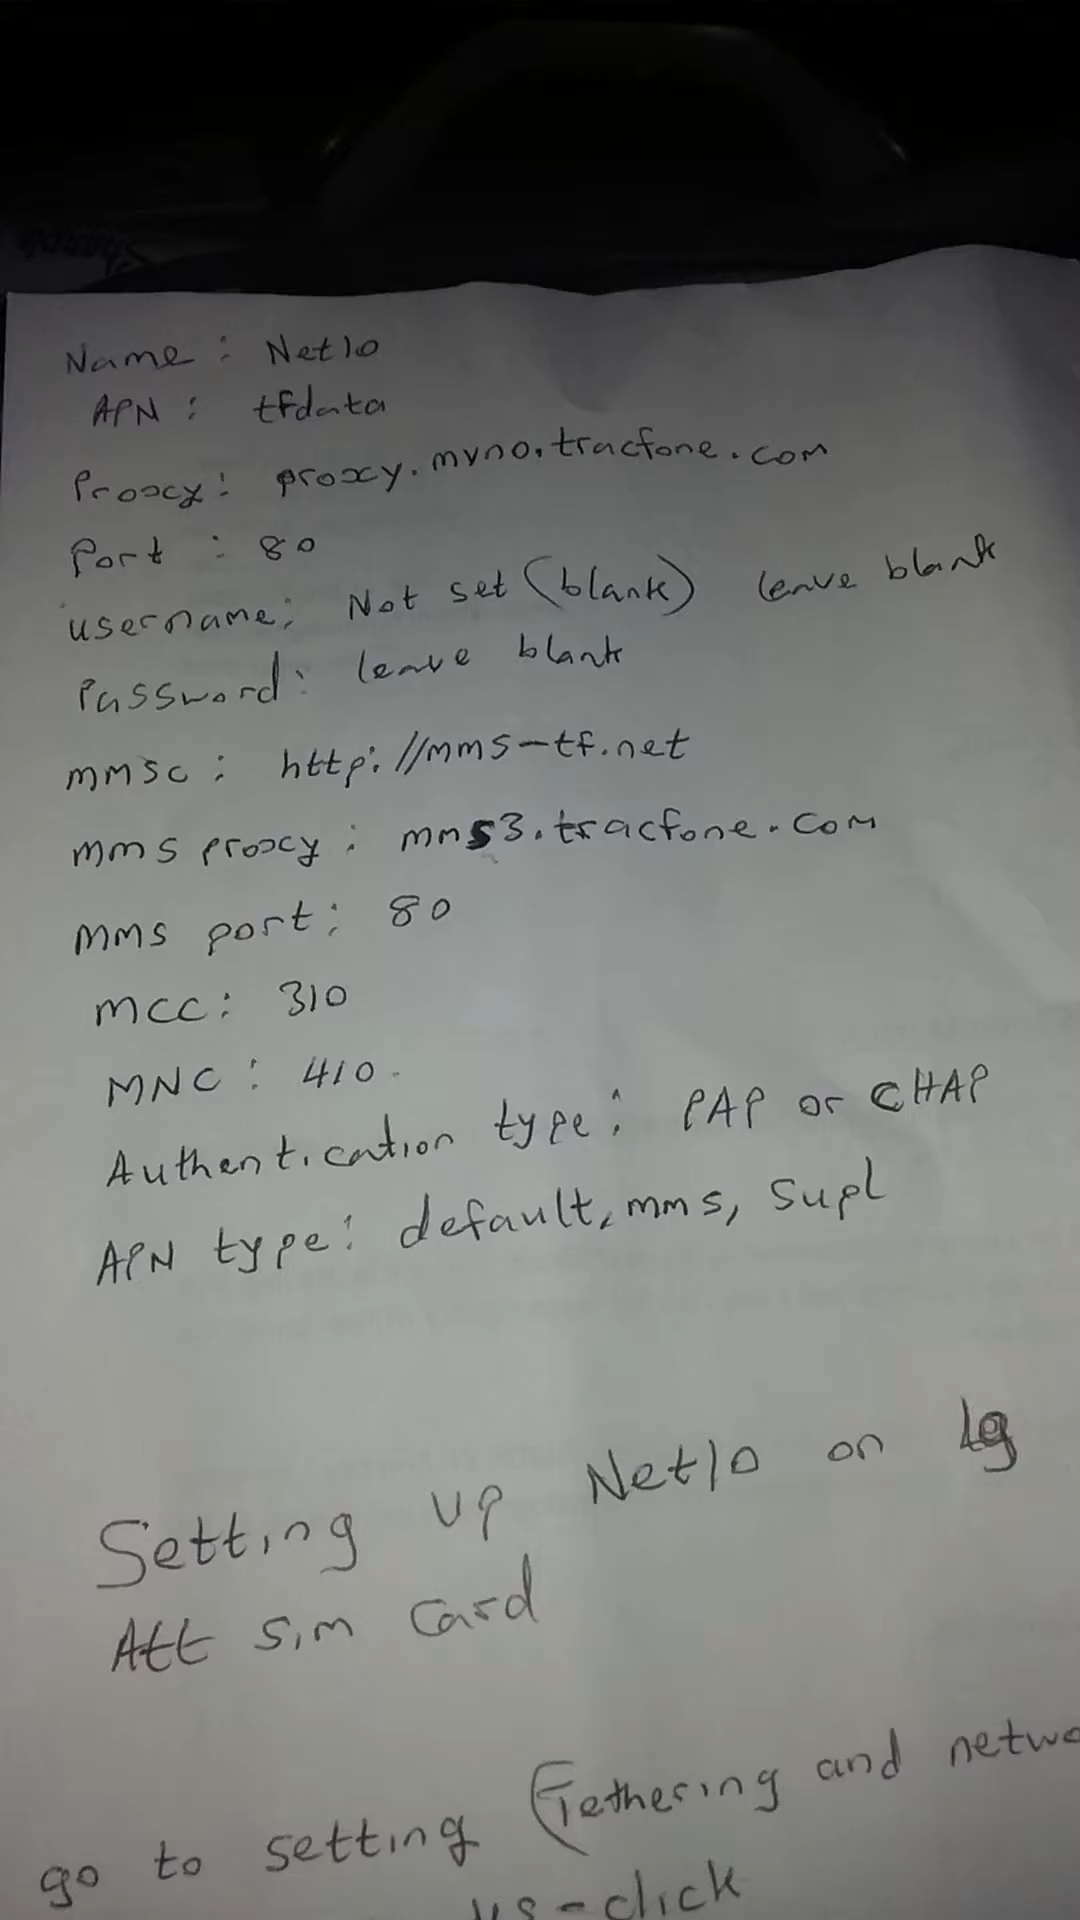 Name: Net10
APN: tfdata
Proxy: proxy.mvno.tracfone.com
Port: 80
username: Not set (blank) leave blank
Password: leave blank
mmsc: http://mms-tf.net
mms proxy: mms3.tracfone.com
mms port: 80
MCC: 310
MNC: 410
Authentication type: PAP or CHAP
APN type: default, mms, supl
Setting up Net10 on Lg
Att sim card
go to setting (Tethering and netwo
-click